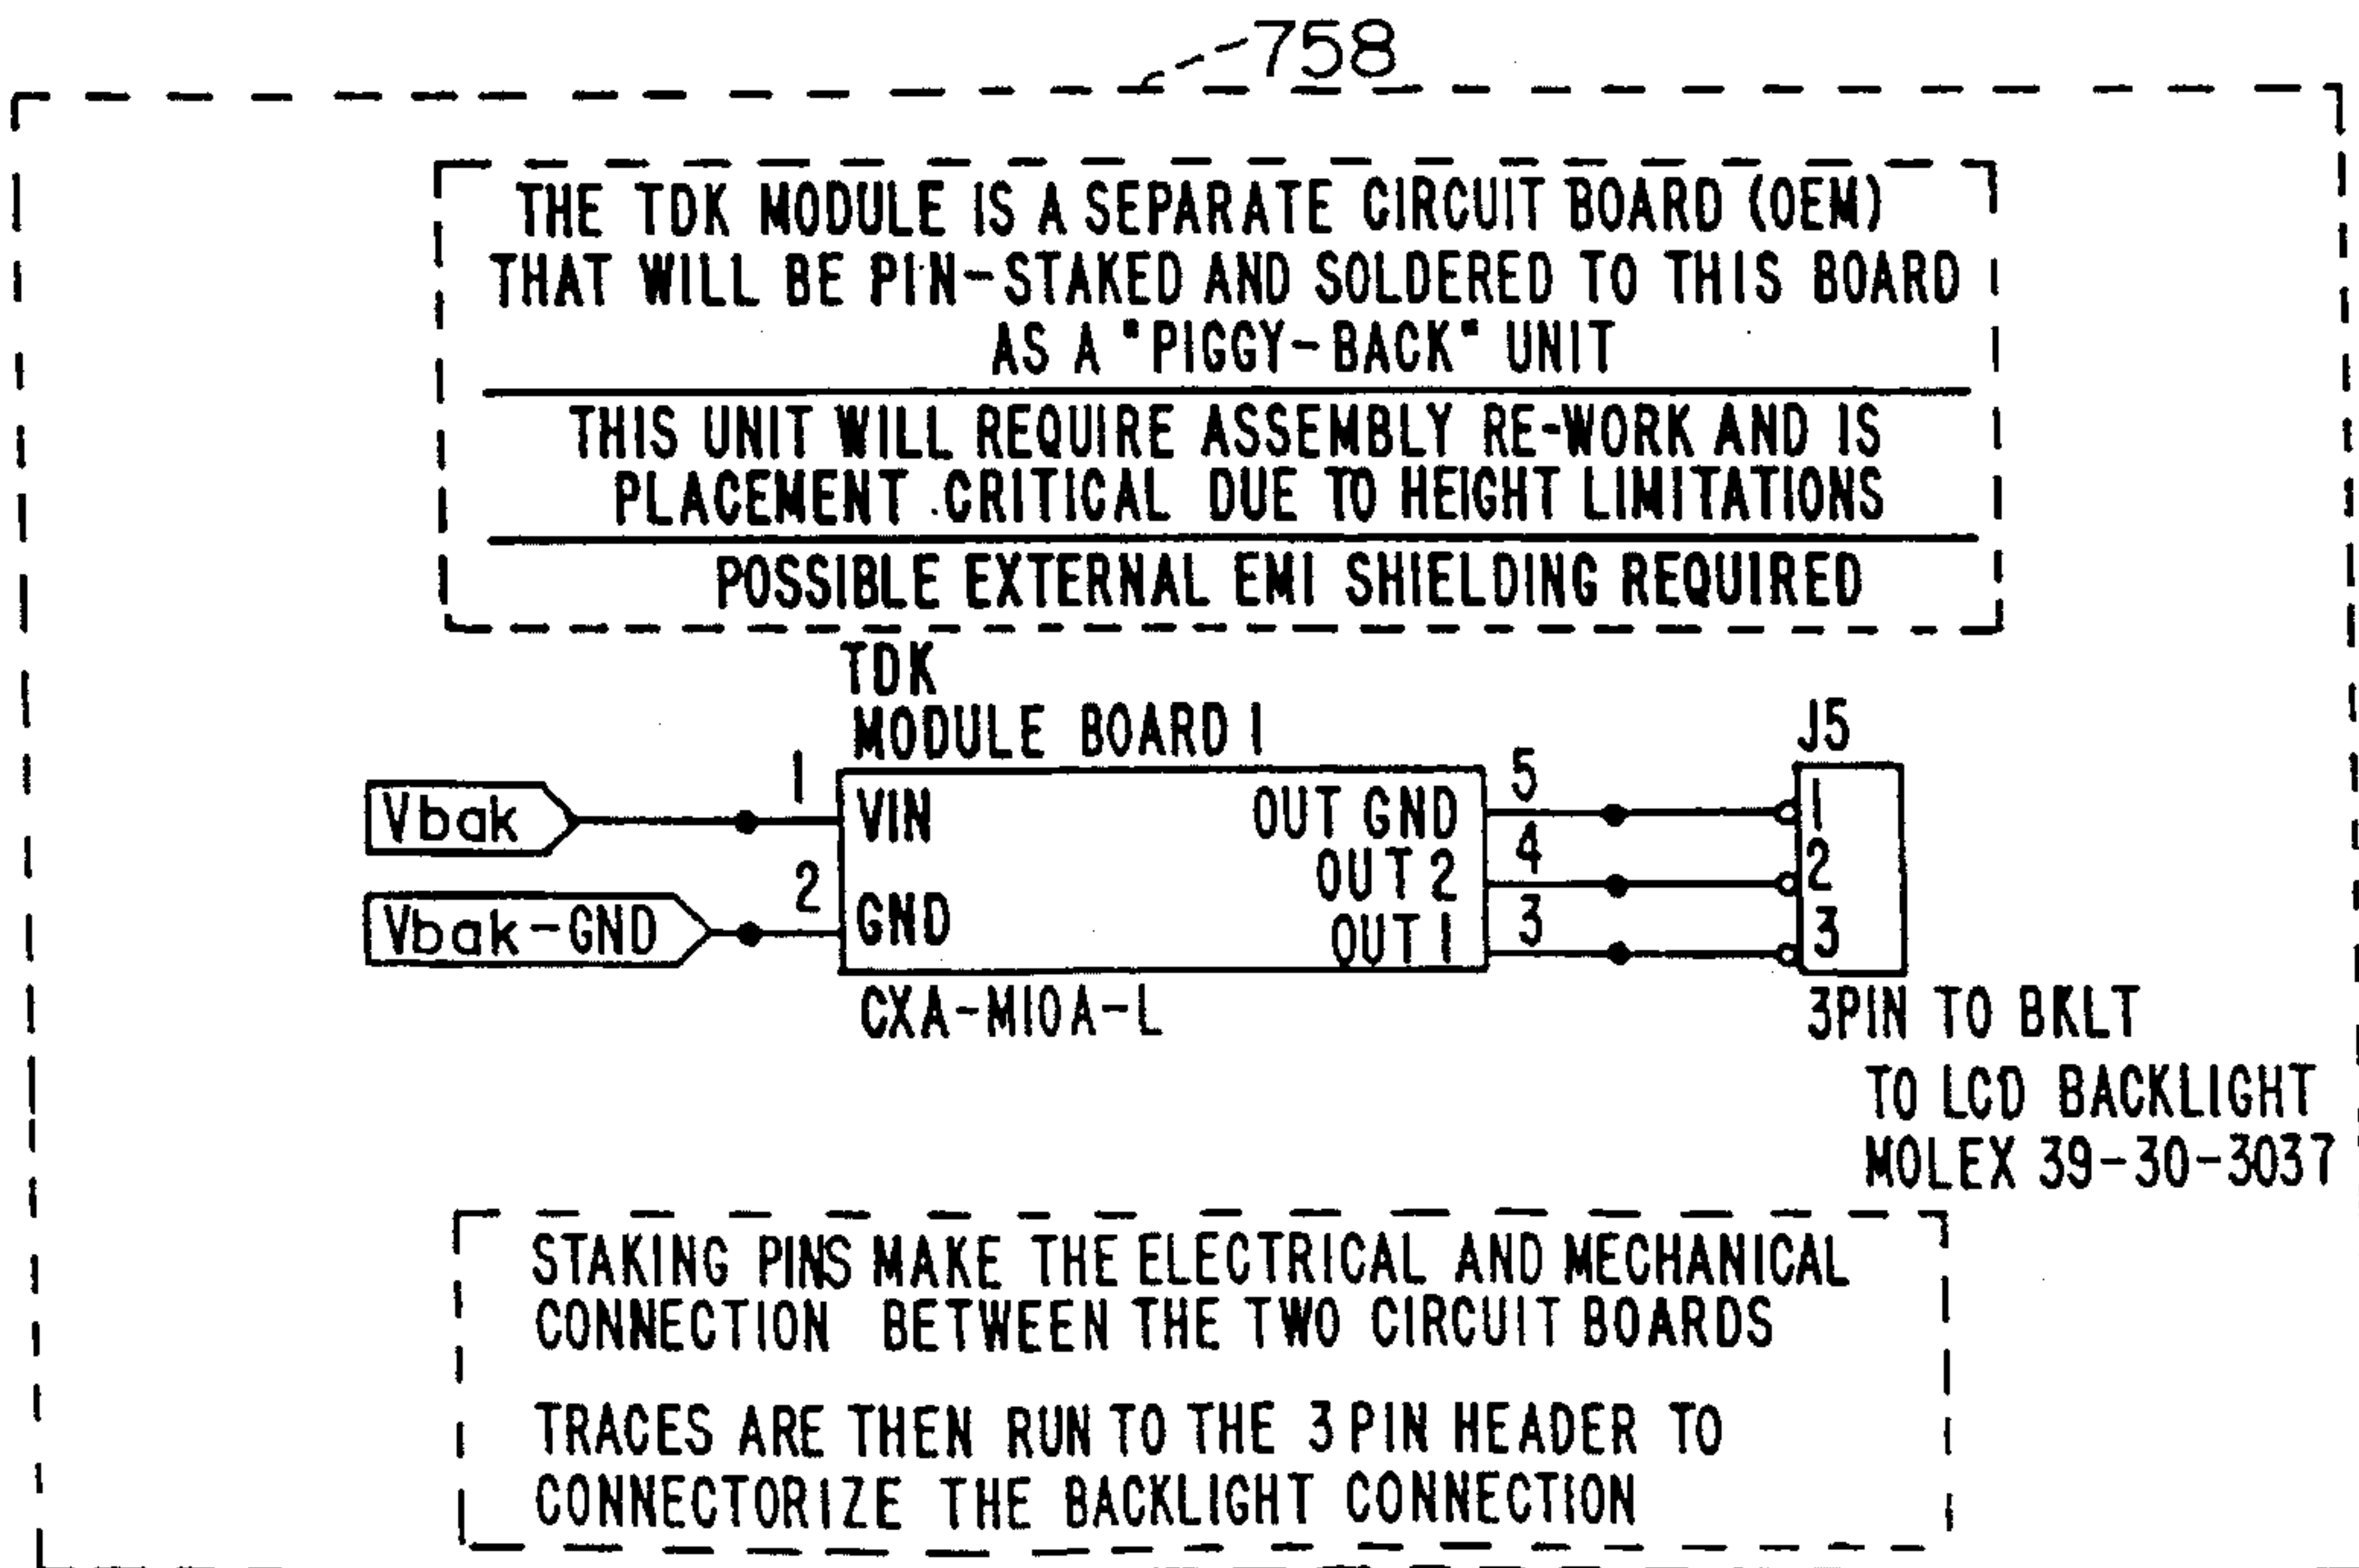 758
THE TDK MODULE IS A SEPARATE CIRCUIT BOARD (OEM)
THAT WILL BE PIN-STAKED AND SOLDERED TO THIS BOARD
AS A "PIGGY-BACK" UNIT
THIS UNIT WILL REQUIRE ASSEMBLY RE-WORK AND IS
PLACEMENT CRITICAL DUE TO HEIGHT LIMITATIONS
POSSIBLE EXTERNAL EMI SHIELDING REQUIRED
TDK
MODULE BOARD 1
J5
Vbak
1
VIN
OUT GND
5
1
Vbak-GND
2
GND
OUT 2
4
2
OUT 1
3
3
CXA-M10A-L
3PIN TO BKLT
TO LCD BACKLIGHT
MOLEX 39-30-3037
STAKING PINS MAKE THE ELECTRICAL AND MECHANICAL
CONNECTION BETWEEN THE TWO CIRCUIT BOARDS
TRACES ARE THEN RUN TO THE 3 PIN HEADER TO
CONNECTORIZE THE BACKLIGHT CONNECTION